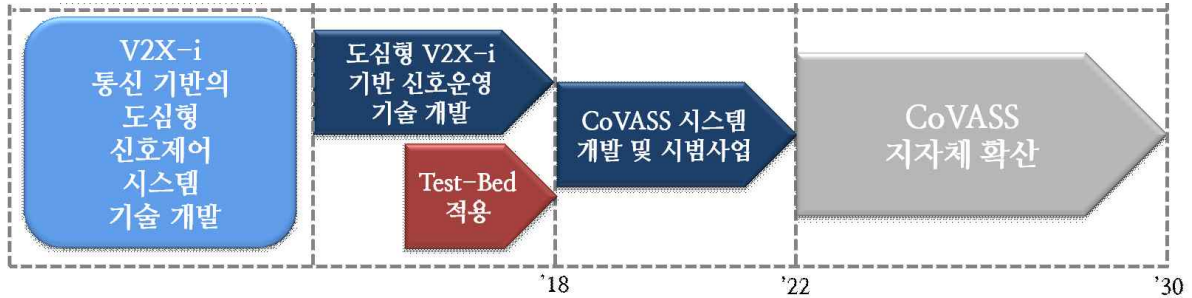 V2X-i
통신 기반의
도심형
신호제어
시스템
기술 개발
도심형 V2X-i
기반 신호운영
기술 개발
Test-Bed
적용
CoVASS 시스템
개발 및 시범사업
CoVASS
지자체 확산
'18
'22
'30